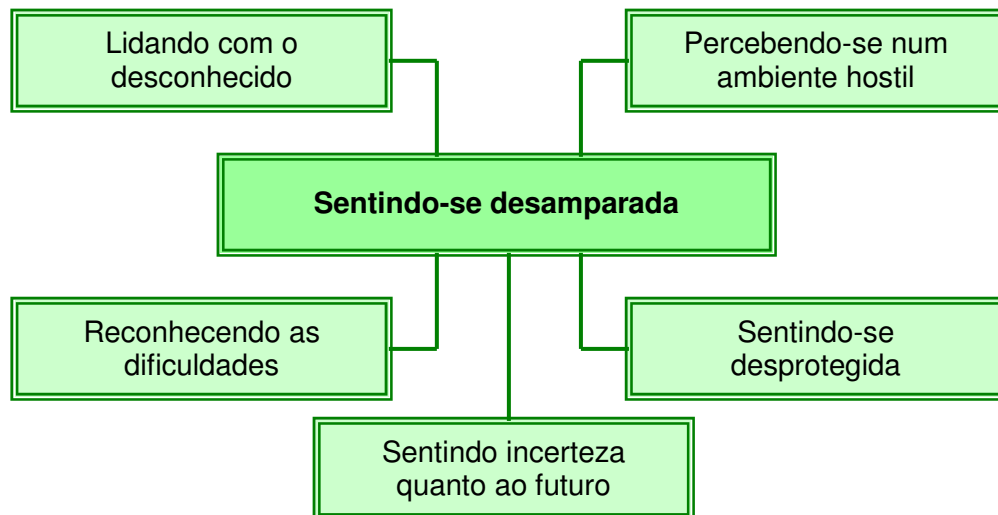 Lidando com o
desconhecido
Percebendo-se num
ambiente hostil
Sentindo-se desamparada
Reconhecendo as
dificuldades
Sentindo-se
desprotegida
Sentindo incerteza
quanto ao futuro